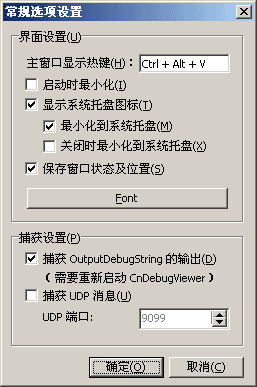 常规选项设置
界面设置(U)
主窗口显示热键(H)： Ctrl + Alt + V
启动时最小化(I)
显示系统托盘图标(T)
最小化到系统托盘(M)
关闭时最小化到系统托盘(X)
保存窗口状态及位置(S)
Font
捕获设置(P)
捕获 OutputDebugString 的输出(D)
（需要重新启动 CnDebugViewer）
捕获 UDP 消息(U)
UDP 端口: 9099
确定(O) 取消(C)